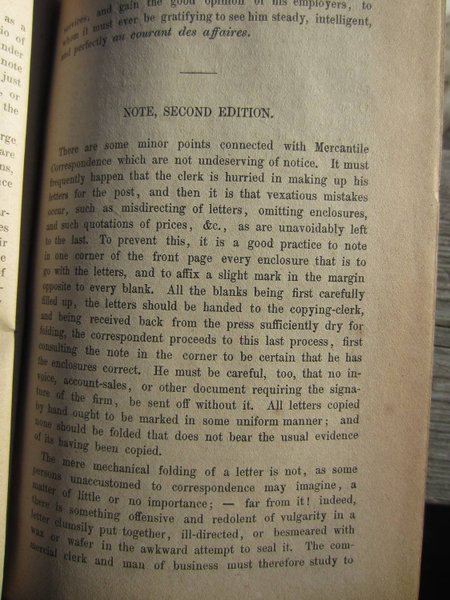 as a
io of
nder
note
just
, or
the
services, and gain the good opinion of his employers, to
whom it must ever be gratifying to see him steady, intelligent,
and perfectly au courant des affaires.
NOTE, SECOND EDITION.
There are some minor points connected with Mercantile
Correspondence which are not undeserving of notice. It must
frequently happen that the clerk is hurried in making up his
letters for the post, and then it is that vexatious mistakes
occur, such as misdirecting of letters, omitting enclosures,
and such quotations of prices, &c., as are unavoidably left
to the last. To prevent this, it is a good practice to note
in one corner of the front page every enclosure that is to
go with the letters, and to affix a slight mark in the margin
opposite to every blank. All the blanks being first carefully
filled up, the letters should be handed to the copying-clerk,
and being received back from the press sufficiently dry for
folding, the correspondent proceeds to this last process, first
consulting the note in the corner to be certain that he has
the enclosures correct. He must be careful, too, that no in-
voice, account-sales, or other document requiring the signa-
ture of the firm, be sent off without it. All letters copied
by hand ought to be marked in some uniform manner; and
none should be folded that does not bear the usual evidence
of its having been copied.
The mere mechanical folding of a letter is not, as some
persons unaccustomed to correspondence may imagine, a
matter of little or no importance; — far from it! indeed,
there is something offensive and redolent of vulgarity in a
letter clumsily put together, ill-directed, or besmeared with
wax or wafer in the awkward attempt to seal it. The com-
mercial clerk and man of business must therefore study to